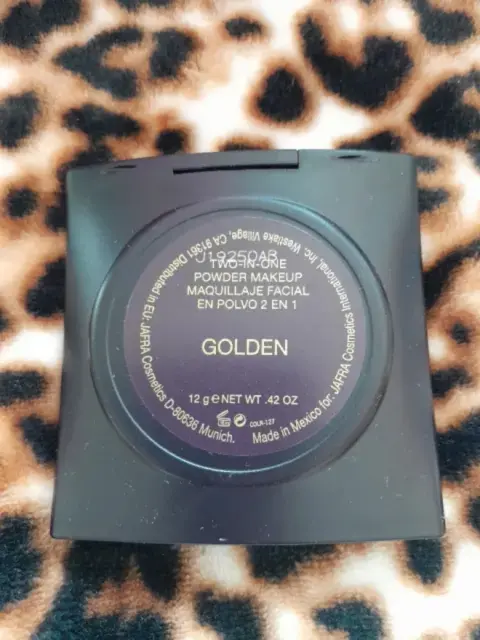 U19250AB
TWO-IN-ONE
POWDER MAKEUP
MAQUILLAJE FACIAL
EN POLVO 2 EN 1
GOLDEN
12 g e NET WT .42 OZ
COLR-127
Made in Mexico for: JAFRA Cosmetics International, Inc. Westlake Village, CA 91361 Distributed in EU: JAFRA Cosmetics D-80636 Munich.